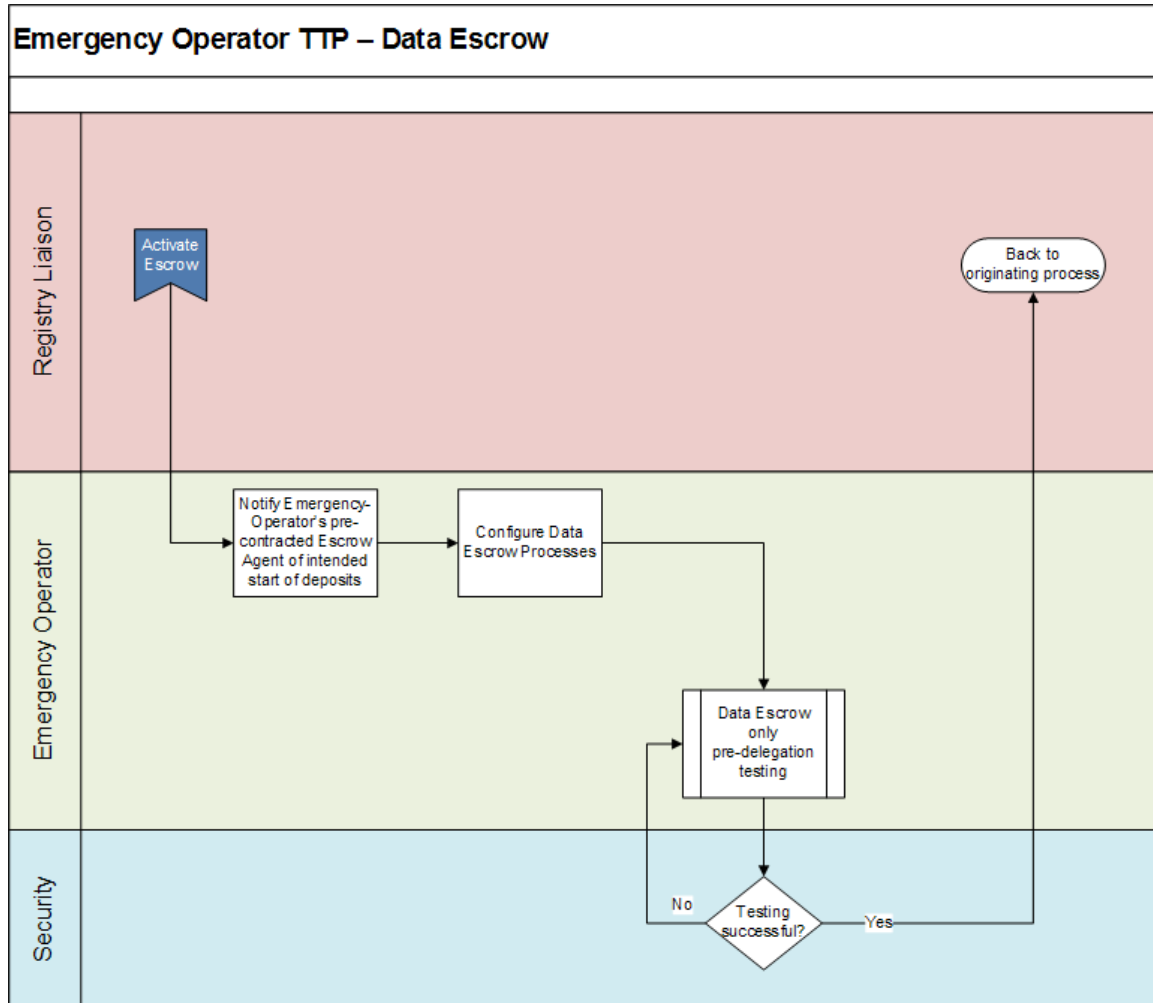 Emergency Operator TTP – Data Escrow
Registry Liaison
Activate
Escrow
Back to
originating process
Emergency Operator
Notify Emergency-
Operator's pre-
contracted Escrow
Agent of intended
start of deposits
Configure Data
Escrow Processes
Data Escrow
only
pre-delegation
testing
Security
No
Testing
successful?
Yes